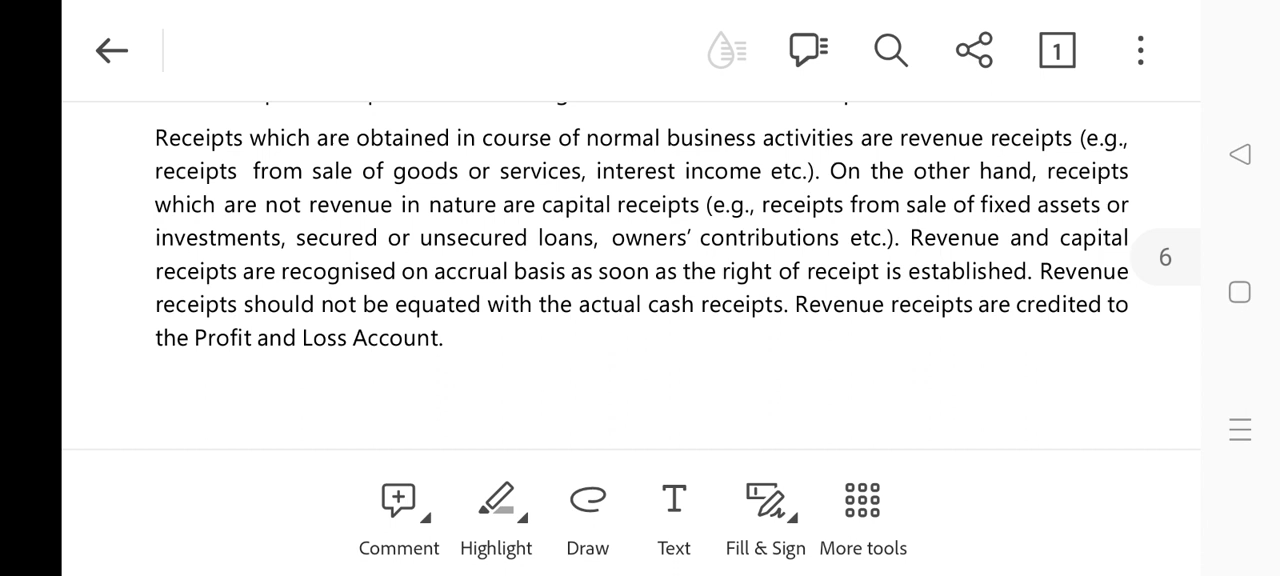 1
Receipts which are obtained in course of normal business activities are revenue receipts (e.g.,
receipts from sale of goods or services, interest income etc.). On the other hand, receipts
which are not revenue in nature are capital receipts (e.g., receipts from sale of fixed assets or
investments, secured or unsecured loans, owners’ contributions etc.). Revenue and capital
receipts are recognised on accrual basis as soon as the right of receipt is established. Revenue
receipts should not be equated with the actual cash receipts. Revenue receipts are credited to
the Profit and Loss Account.
6
Comment Highlight Draw Text Fill & Sign More tools